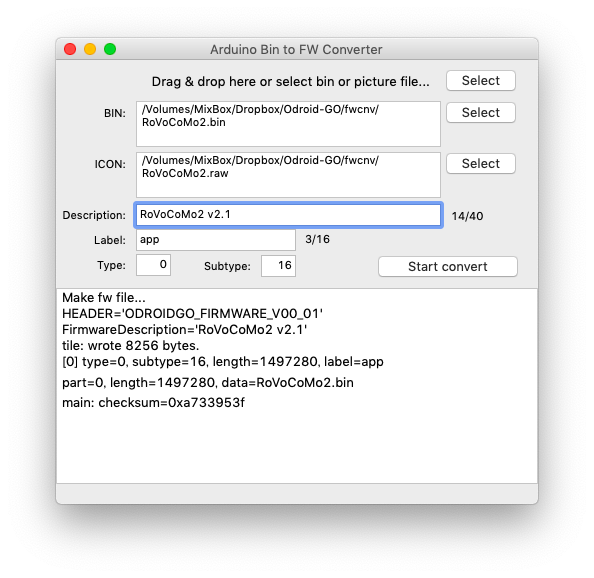 Arduino Bin to FW Converter
Drag & drop here or select bin or picture file... Select
BIN: /Volumes/MixBox/Dropbox/Odroid-GO/fwcnv/ Select
RoVoCoMo2.bin
ICON: /Volumes/MixBox/Dropbox/Odroid-GO/fwcnv/ Select
RoVoCoMo2.raw
Description: RoVoCoMo2 v2.1 14/40
Label: app 3/16
Type: 0 Subtype: 16 Start convert
Make fw file...
HEADER='ODROIDGO_FIRMWARE_V00_01'
FirmwareDescription='RoVoCoMo2 v2.1'
tile: wrote 8256 bytes.
[0] type=0, subtype=16, length=1497280, label=app
part=0, length=1497280, data=RoVoCoMo2.bin
main: checksum=0xa733953f